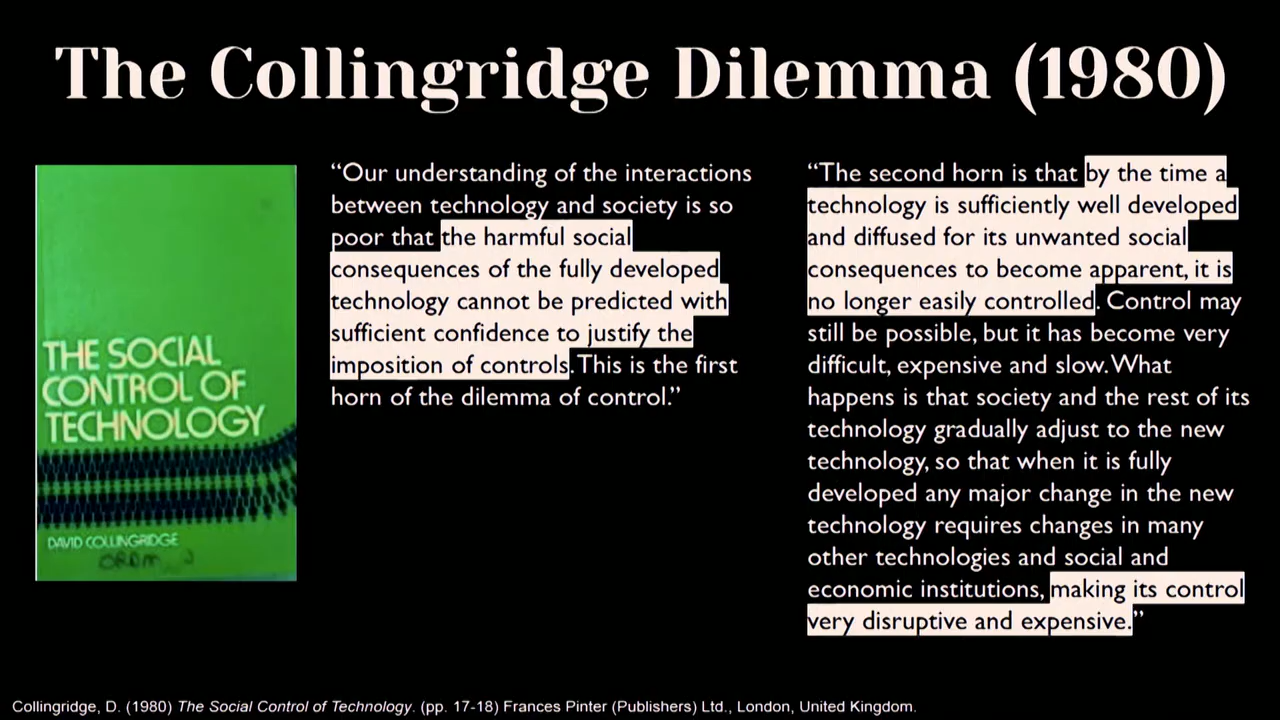 The Collingridge Dilemma (1980)
THE SOCIAL
CONTROL OF
TECHNOLOGY
DAVID COLLINGRIDGE
“Our understanding of the interactions
between technology and society is so
poor that the harmful social
consequences of the fully developed
technology cannot be predicted with
sufficient confidence to justify the
imposition of controls. This is the first
horn of the dilemma of control.”
“The second horn is that by the time a
technology is sufficiently well developed
and diffused for its unwanted social
consequences to become apparent, it is
no longer easily controlled. Control may
still be possible, but it has become very
difficult, expensive and slow. What
happens is that society and the rest of its
technology gradually adjust to the new
technology, so that when it is fully
developed any major change in the new
technology requires changes in many
other technologies and social and
economic institutions, making its control
very disruptive and expensive.”
Collingridge, D. (1980) The Social Control of Technology. (pp. 17-18) Frances Pinter (Publishers) Ltd., London, United Kingdom.